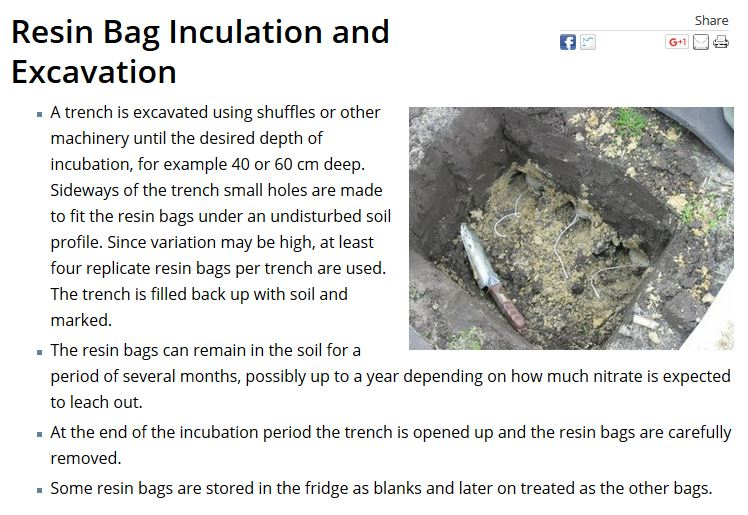 Share
Resin Bag Inculation and
Excavation
G+1
A trench is excavated using shuffles or other
machinery until the desired depth of
incubation, for example 40 or 60 cm deep.
Sideways of the trench small holes are made
to fit the resin bags under an undisturbed soil
profile. Since variation may be high, at least
four replicate resin bags per trench are used.
The trench is filled back up with soil and
marked.
The resin bags can remain in the soil for a
period of several months, possibly up to a year depending on how much nitrate is expected
to leach out.
At the end of the incubation period the trench is opened up and the resin bags are carefully
removed.
Some resin bags are stored in the fridge as blanks and later on treated as the other bags.